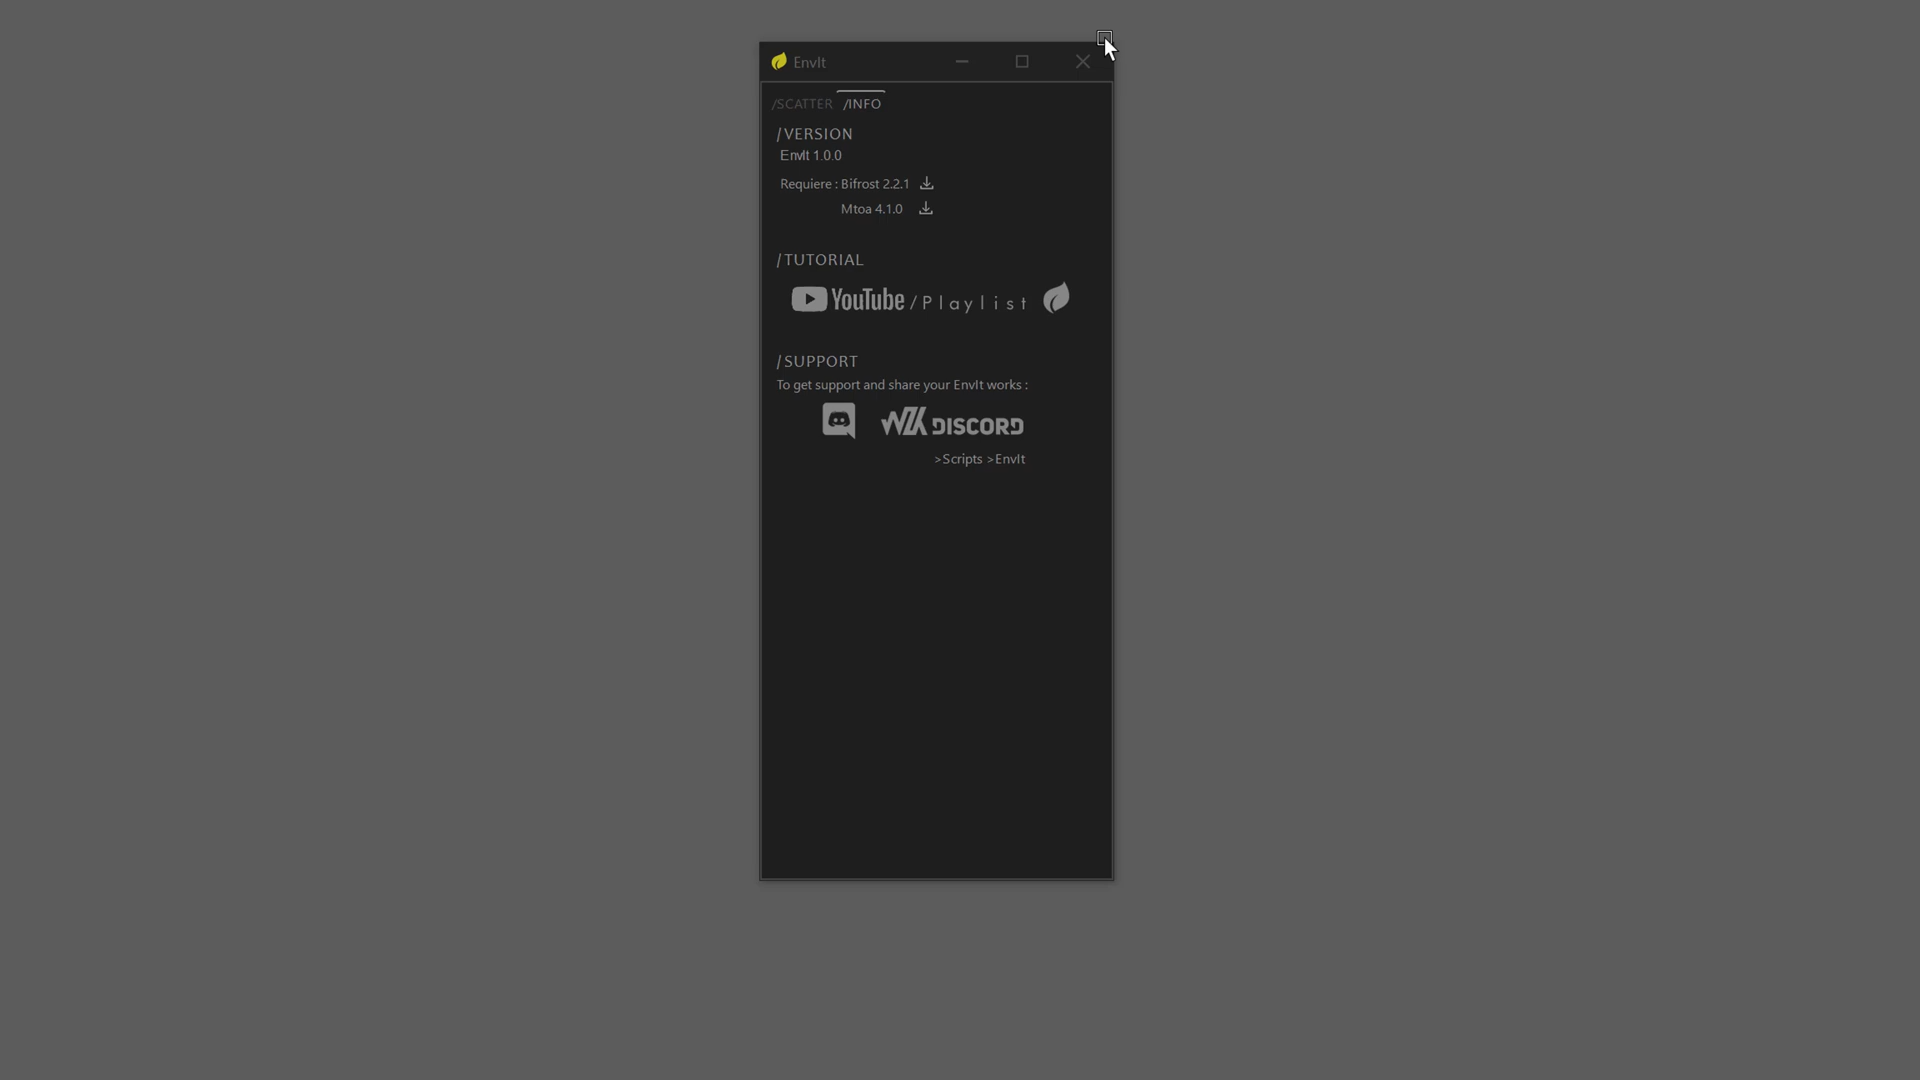 EnvIt
/SCATTER /INFO
/VERSION
EnvIt 1.0.0
Requiere : Bifrost 2.2.1
Mtoa 4.1.0
/TUTORIAL
YouTube /Playlist
/SUPPORT
To get support and share your EnvIt works :
WZX DISCORD
>Scripts >EnvIt